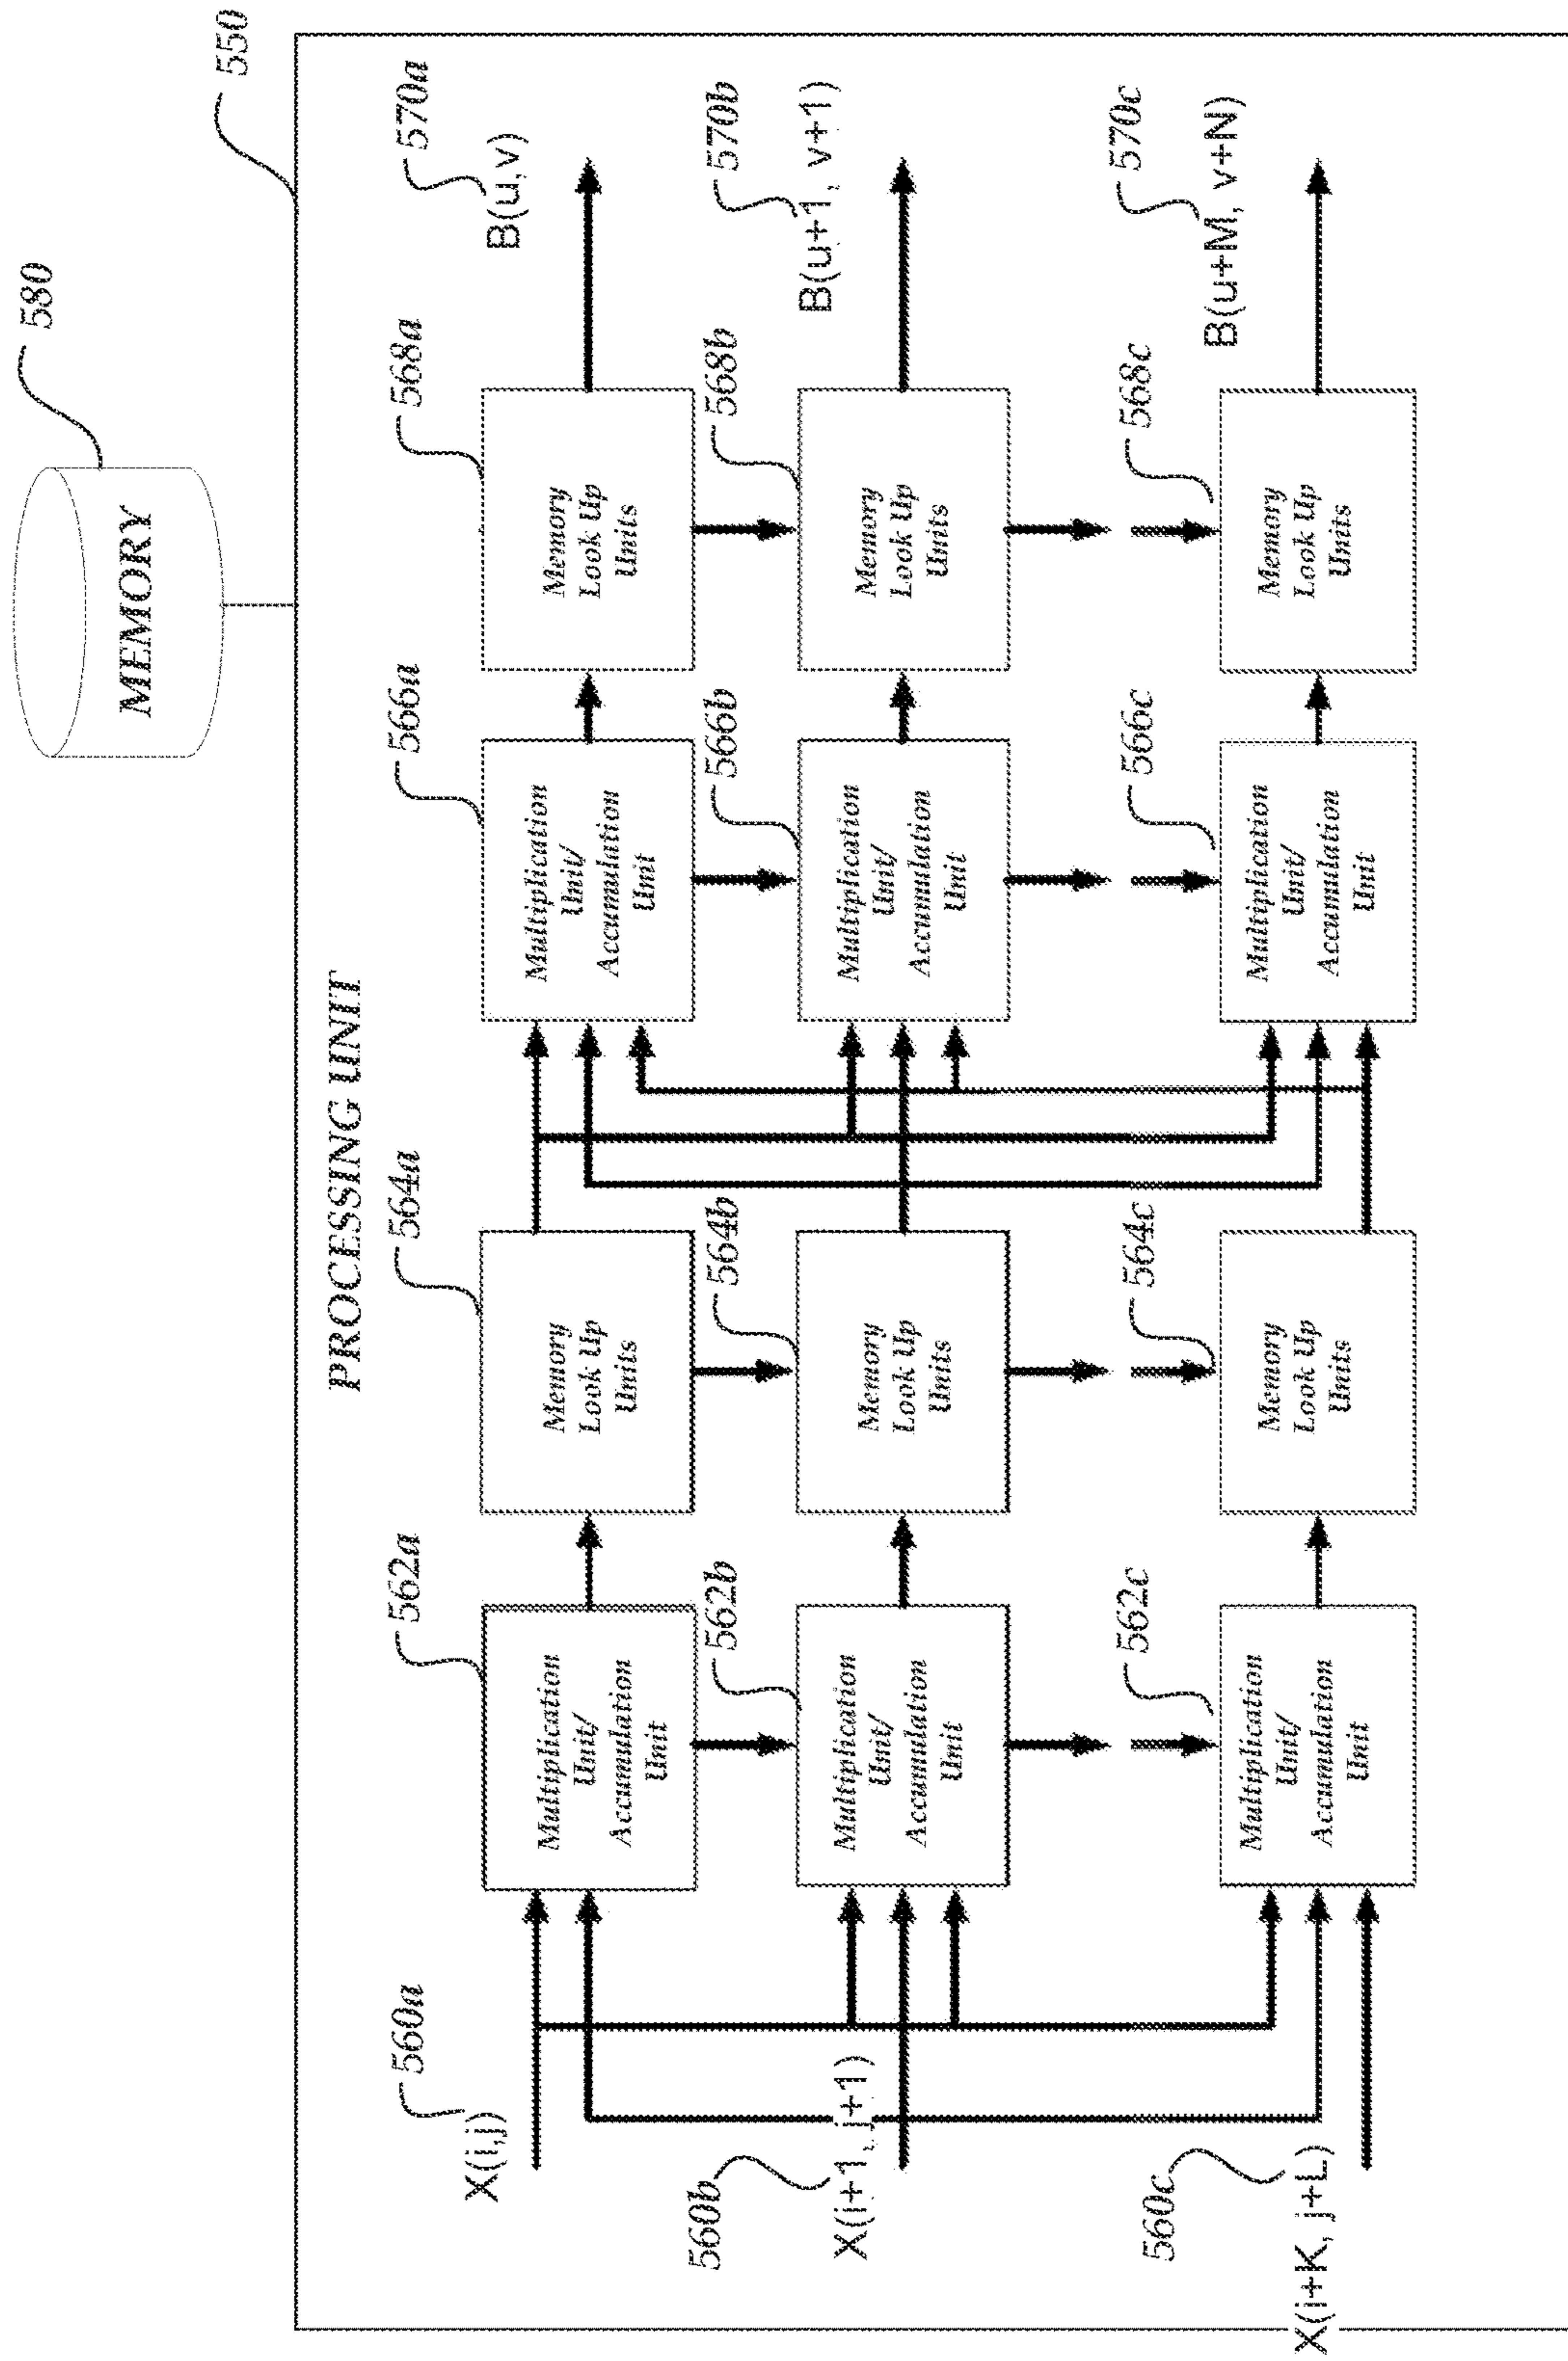 580
MEMORY
550
PROCESSING UNIT
560a
X(i,j)
562a
Multiplication
Unit/
Accumulation
Unit
564a
Memory
Look Up
Units
566a
Multiplication
Unit/
Accumulation
Unit
568a
Memory
Look Up
Units
570a
B(u,v)
560b
X(i+1, j+1)
562b
Multiplication
Unit/
Accumulation
Unit
564b
Memory
Look Up
Units
566b
Multiplication
Unit/
Accumulation
Unit
568b
Memory
Look Up
Units
570b
B(u+1, v+1)
560c
X(i+K, j+L)
562c
Multiplication
Unit/
Accumulation
Unit
564c
Memory
Look Up
Units
566c
Multiplication
Unit/
Accumulation
Unit
568c
Memory
Look Up
Units
570c
B(u+M, v+N)